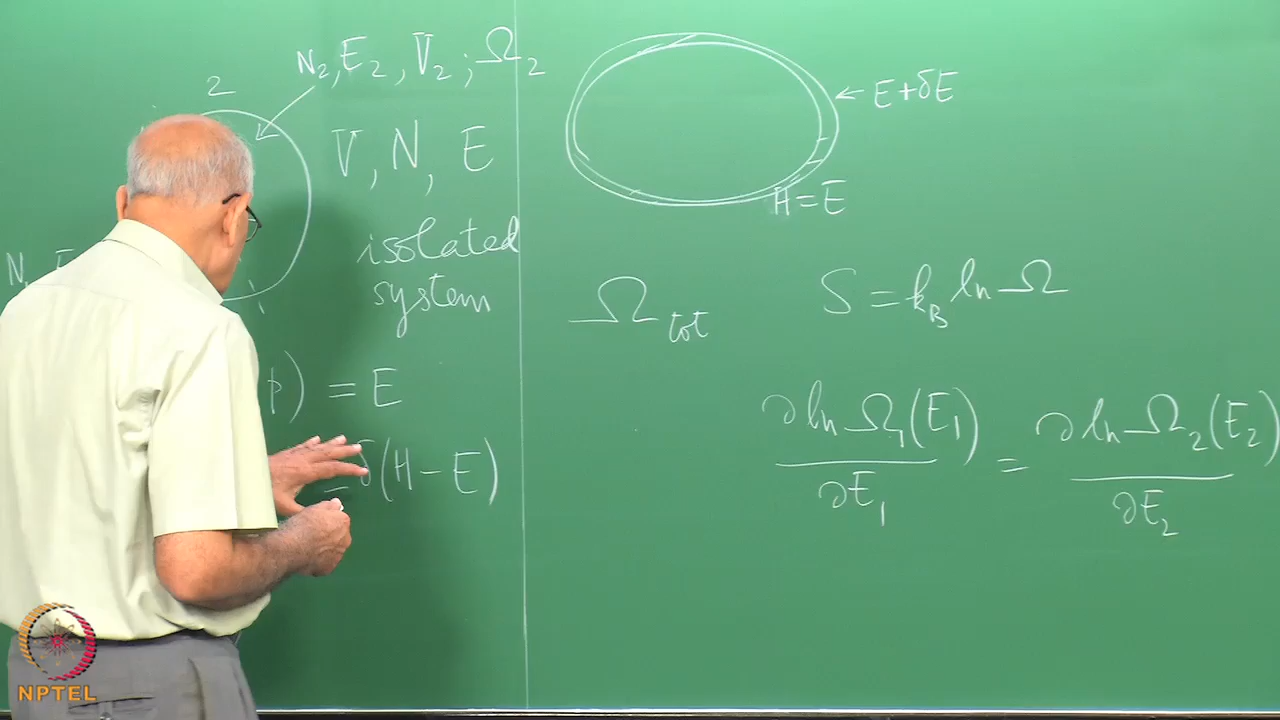 2
N₂, E₂, V₂ ; Ω₂
V, N, E
isolated
system
N,
p) = E
= δ(H − E)
← E+δE
H=E
Ω_tot
S = k_B ln Ω
∂ ln Ω₁(E₁) / ∂E₁ = ∂ ln Ω₂(E₂) / ∂E₂
NPTEL